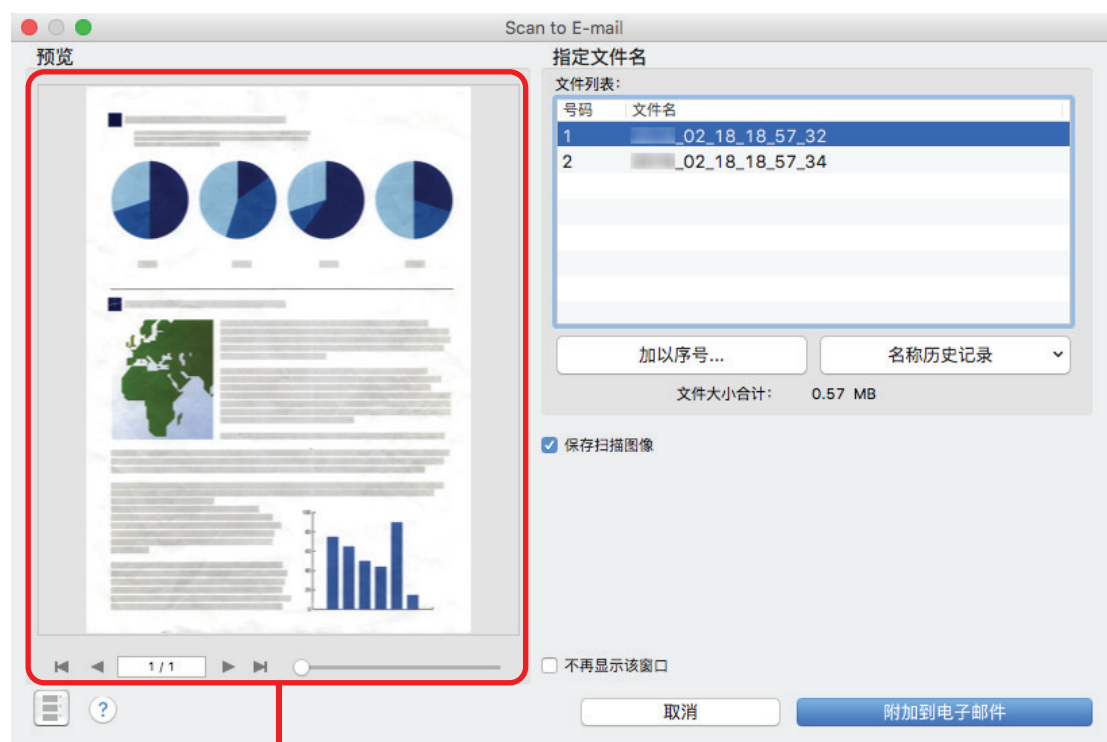 Scan to E-mail
预览
指定文件名
文件列表:
号码 文件名
1 _02_18_18_57_32
2 _02_18_18_57_34
加以序号...
名称历史记录
文件大小合计: 0.57 MB
保存扫描图像
1 / 1
不再显示该窗口
?
取消
附加到电子邮件